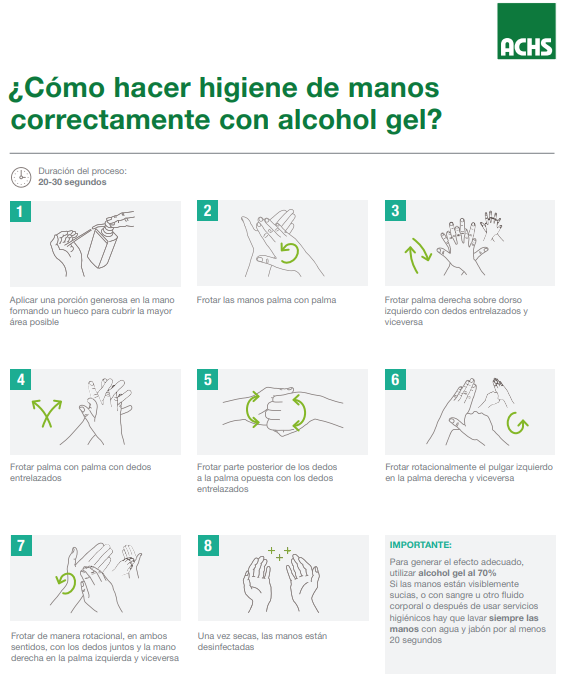 ACHS
¿Cómo hacer higiene de manos
correctamente con alcohol gel?
Duración del proceso:
20-30 segundos
1
Aplicar una porción generosa en la mano
formando un hueco para cubrir la mayor
área posible
2
Frotar las manos palma con palma
3
Frotar palma derecha sobre dorso
izquierdo con dedos entrelazados y
viceversa
4
Frotar palma con palma con dedos
entrelazados
5
Frotar parte posterior de los dedos
a la palma opuesta con los dedos
entrelazados
6
Frotar rotacionalmente el pulgar izquierdo
en la palma derecha y viceversa
7
Frotar de manera rotacional, en ambos
sentidos, con los dedos juntos y la mano
derecha en la palma izquierda y viceversa
8
Una vez secas, las manos están
desinfectadas
IMPORTANTE:
Para generar el efecto adecuado,
utilizar alcohol gel al 70%
Si las manos están visiblemente
sucias, o con sangre u otro fluido
corporal o después de usar servicios
higiénicos hay que lavar siempre las
manos con agua y jabón por al menos
20 segundos